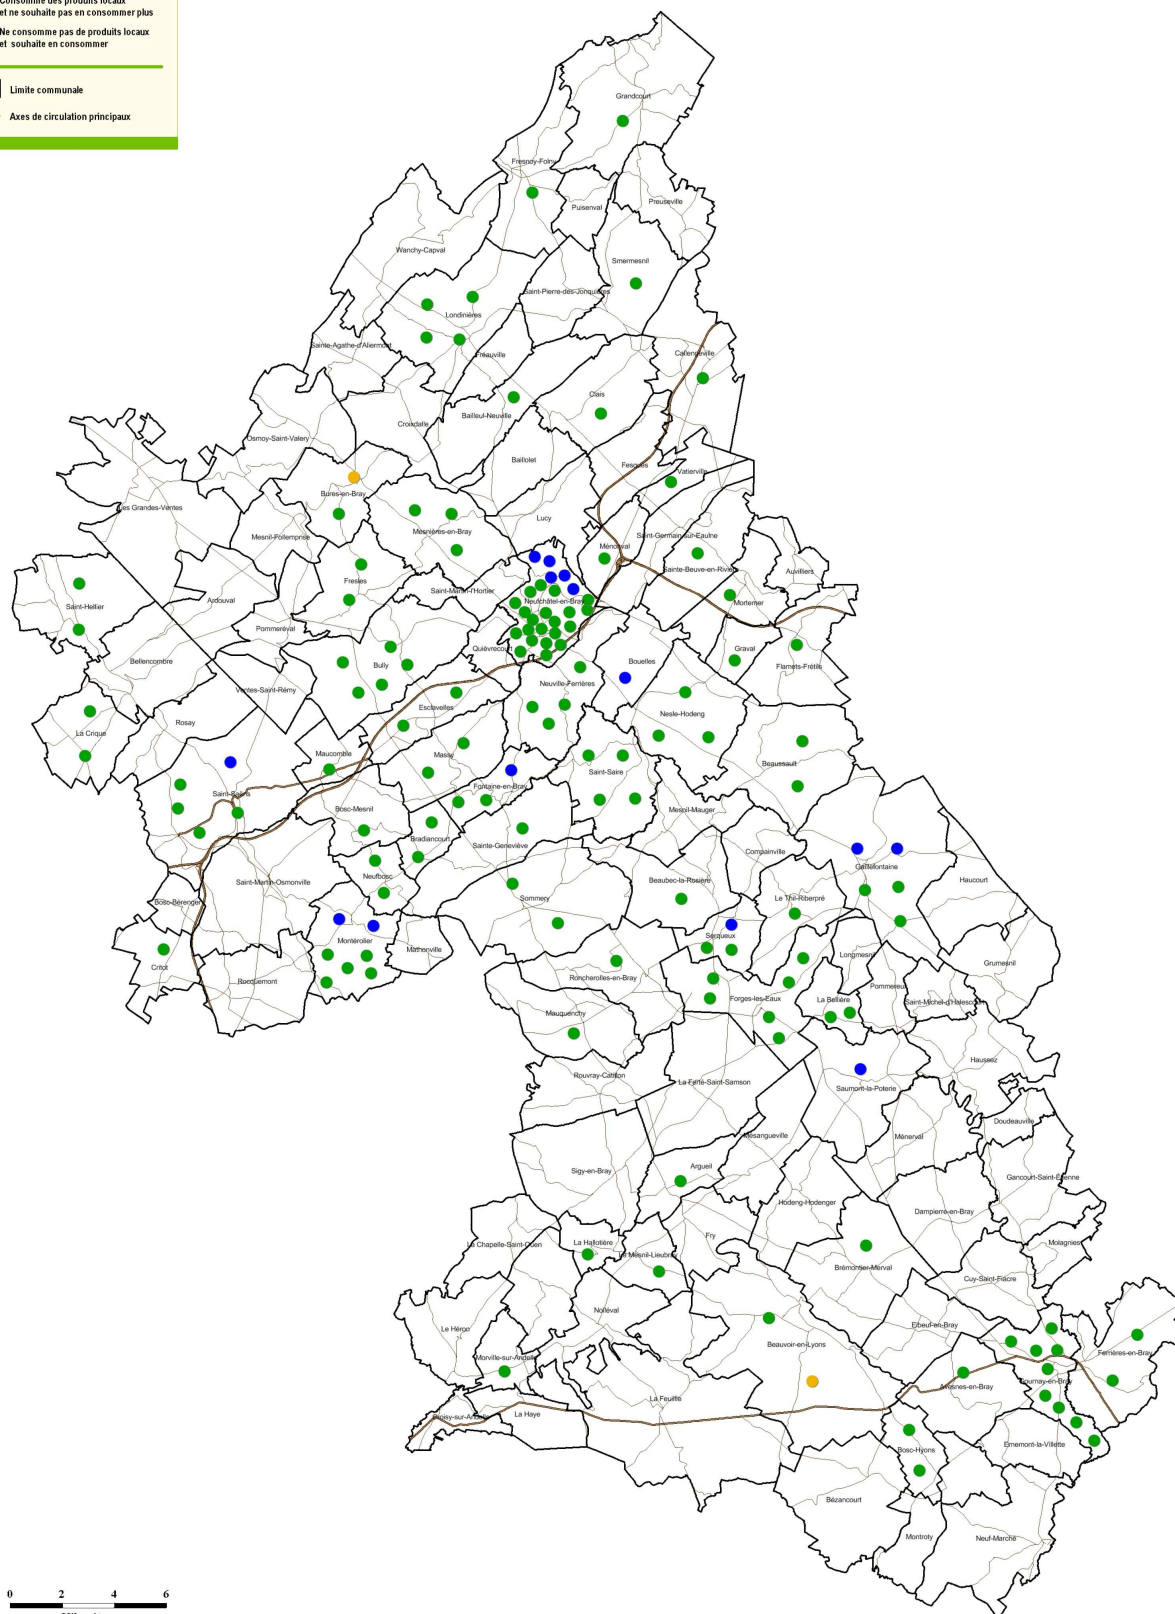 Consomme des produits locaux
et ne souhaite pas en consommer plus
Ne consomme pas de produits locaux
et souhaite en consommer
Limite communale
Axes de circulation principaux
Grandcourt
Fresnoy-Folny
Puisenval
Preuseville
Wanchy-Capval
Smermesnil
Saint-Pierre-des-Jonquières
Londinières
Sainte-Agathe-d'Aliermont
Fréauville
Callengeville
Clais
Bailleul-Neuville
Croixdalle
Osmoy-Saint-Valery
Baillolet
Fesques
Vatierville
Bures-en-Bray
Les Grandes-Ventes
Lucy
Mesnières-en-Bray
Mesnil-Follemprise
Saint-Germain-sur-Eaulne
Ménonval
Sainte-Beuve-en-Rivière
Auvilliers
Fresles
Saint-Martin-l'Hortier
Ardouval
Neufchâtel-en-Bray
Mortemer
Saint-Hellier
Pommeréval
Quièvrecourt
Graval
Bellencombre
Bully
Bouelles
Flamets-Frétils
Neuville-Ferrières
Ventes-Saint-Rémy
Esclavelles
Nesle-Hodeng
Rosay
La Crique
Maucomble
Massy
Beaussault
Saint-Saire
Fontaine-en-Bray
Saint-Saëns
Bosc-Mesnil
Mesnil-Mauger
Bradiancourt
Sainte-Geneviève
Compainville
Gaillefontaine
Neufbosc
Saint-Martin-Osmonville
Beaubec-la-Rosière
Haucourt
Sommery
Le Thil-Riberpré
Bosc-Bérenger
Serqueux
Montérolier
Mathonville
Longmesnil
Grumesnil
Critot
Roncherolles-en-Bray
Rocquemont
Pommereux
Forges-les-Eaux
La Bellière
Saint-Michel-d'Halescourt
Mauquenchy
Haussez
Rouvray-Catillon
La Ferté-Saint-Samson
Saumont-la-Poterie
Doudeauville
Mésangueville
Ménerval
Argueil
Sigy-en-Bray
Gancourt-Saint-Étienne
Hodeng-Hodenger
Dampierre-en-Bray
Fry
La Hallotière
La Chapelle-Saint-Ouen
Molagnies
Le Mesnil-Lieubray
Brémontier-Merval
Cuy-Saint-Fiacre
Nolléval
Elbeuf-en-Bray
Le Héron
Beauvoir-en-Lyons
Ferrières-en-Bray
Morville-sur-Andelle
Gournay-en-Bray
Avesnes-en-Bray
La Feuillie
La Haye
Croisy-sur-Andelle
Ernemont-la-Villette
Bosc-Hyons
Bézancourt
Montroty
Neuf-Marché
0 2 4 6